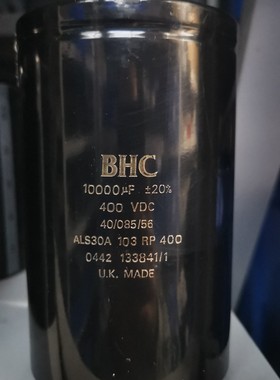 BHC
10000µF ±20%
400 VDC
40/085/56
ALS30A 103 RP 400
0442 133841/1
U.K. MADE